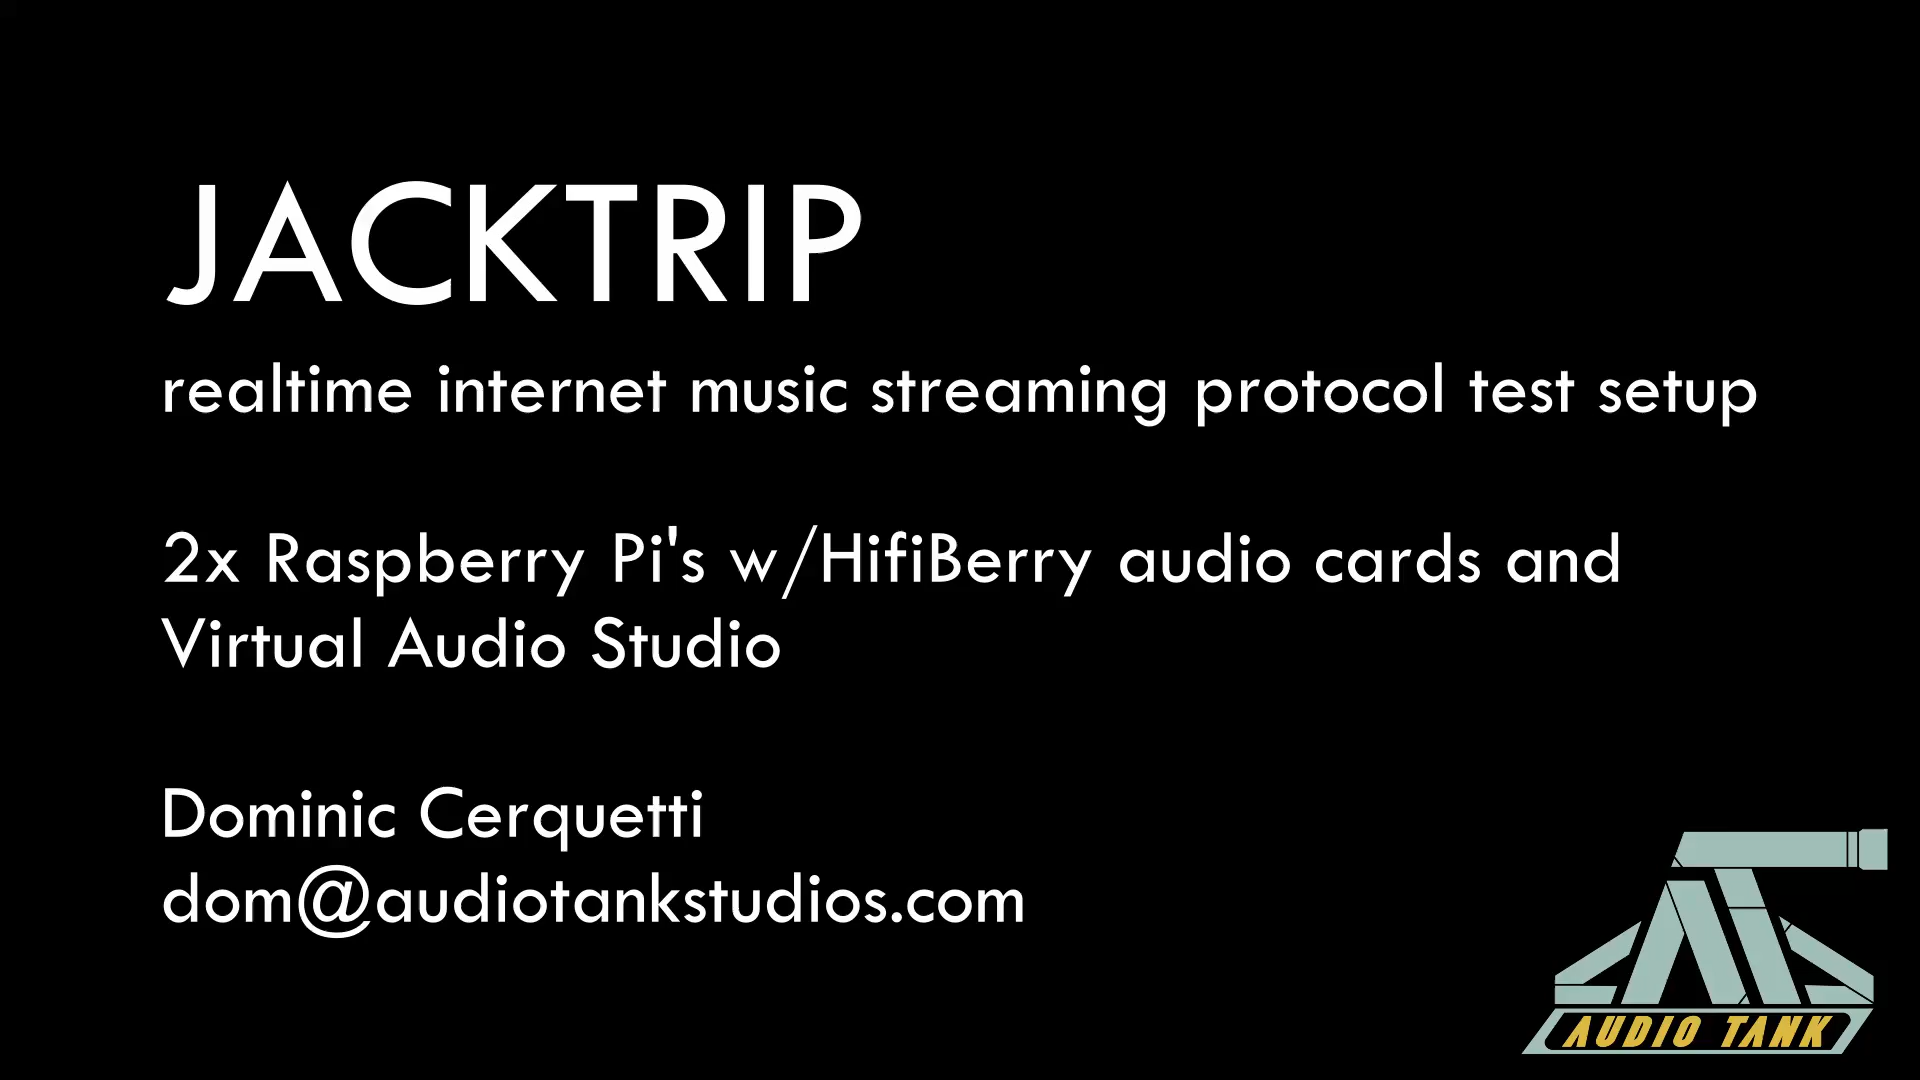 JACKTRIP
realtime internet music streaming protocol test setup
2x Raspberry Pi's w/HifiBerry audio cards and
Virtual Audio Studio
Dominic Cerquetti
dom@audiotankstudios.com
AUDIO TANK